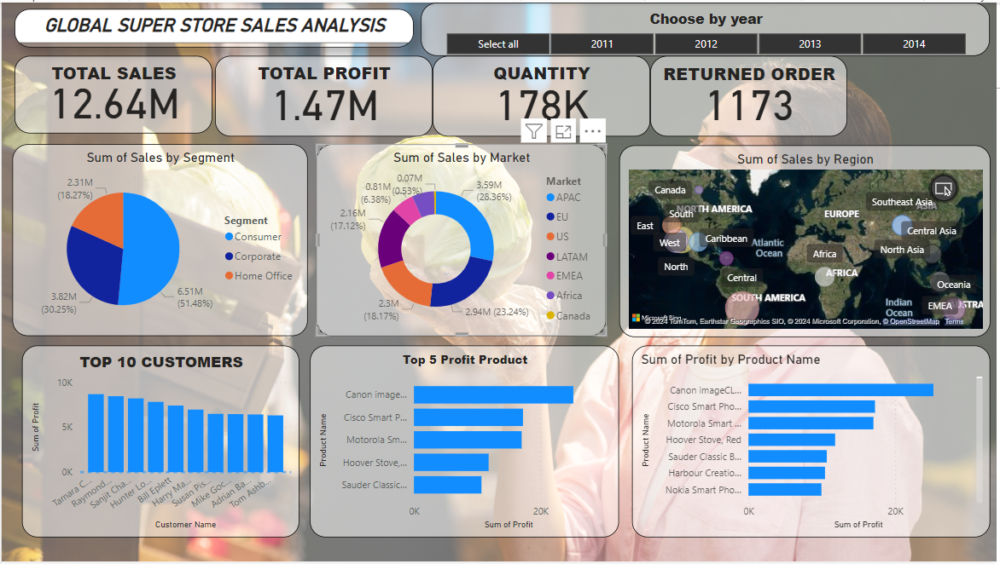 GLOBAL SUPER STORE SALES ANALYSIS
Choose by year
Select all
2011
2012
2013
2014
TOTAL SALES
12.64M
TOTAL PROFIT
1.47M
QUANTITY
178K
RETURNED ORDER
1173
Sum of Sales by Segment
2.31M
(18.27%)
3.82M
(30.25%)
6.51M
(51.48%)
Segment
Consumer
Corporate
Home Office
Sum of Sales by Market
0.07M
(0.53%)
0.81M
(6.38%)
2.16M
(17.12%)
2.3M
(18.17%)
2.94M (23.24%)
3.59M
(28.36%)
Market
APAC
EU
US
LATAM
EMEA
Africa
Canada
Sum of Sales by Region
Canada
NORTH AMERICA
South
East
West
North
Caribbean
Central
SOUTH AMERICA
Atlantic
Ocean
EUROPE
Africa
AFRICA
Southeast Asia
ASIA
Central Asia
North Asia
Oceania
EMEA
Indian
Ocean
Microsoft Bing
© 2024 TomTom, Earthstar Geographics SIO, © 2024 Microsoft Corporation, © OpenStreetMap Terms
TOP 10 CUSTOMERS
Sum of Profit
10K
5K
0K
Tamara C...
Raymond...
Sanjit Cha...
Hunter Lo...
Bill Eplett
Harry Ma...
Susan Pis...
Mike Goc...
Adrian Ba...
Tom Ashb...
Customer Name
Top 5 Profit Product
Product Name
Canon image...
Cisco Smart P...
Motorola Sm...
Hoover Stove,...
Sauder Classic...
0K
20K
Sum of Profit
Sum of Profit by Product Name
Product Name
Canon imageCL...
Cisco Smart Pho...
Motorola Smart ...
Hoover Stove, Red
Sauder Classic B...
Harbour Creatio...
Nokia Smart Pho...
0K
20K
Sum of Profit